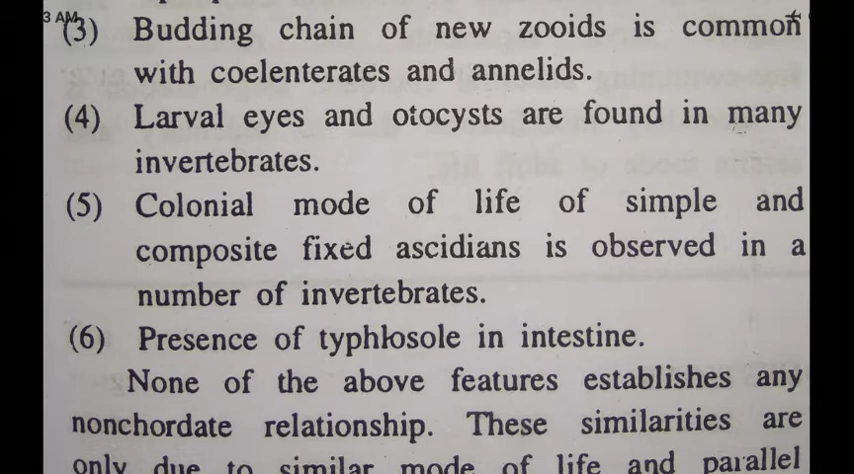 3 AM
(3) Budding chain of new zooids is common
with coelenterates and annelids.
(4) Larval eyes and otocysts are found in many
invertebrates.
(5) Colonial mode of life of simple and
composite fixed ascidians is observed in a
number of invertebrates.
(6) Presence of typhlosole in intestine.
None of the above features establishes any
nonchordate relationship. These similarities are
only due to similar mode of life and parallel